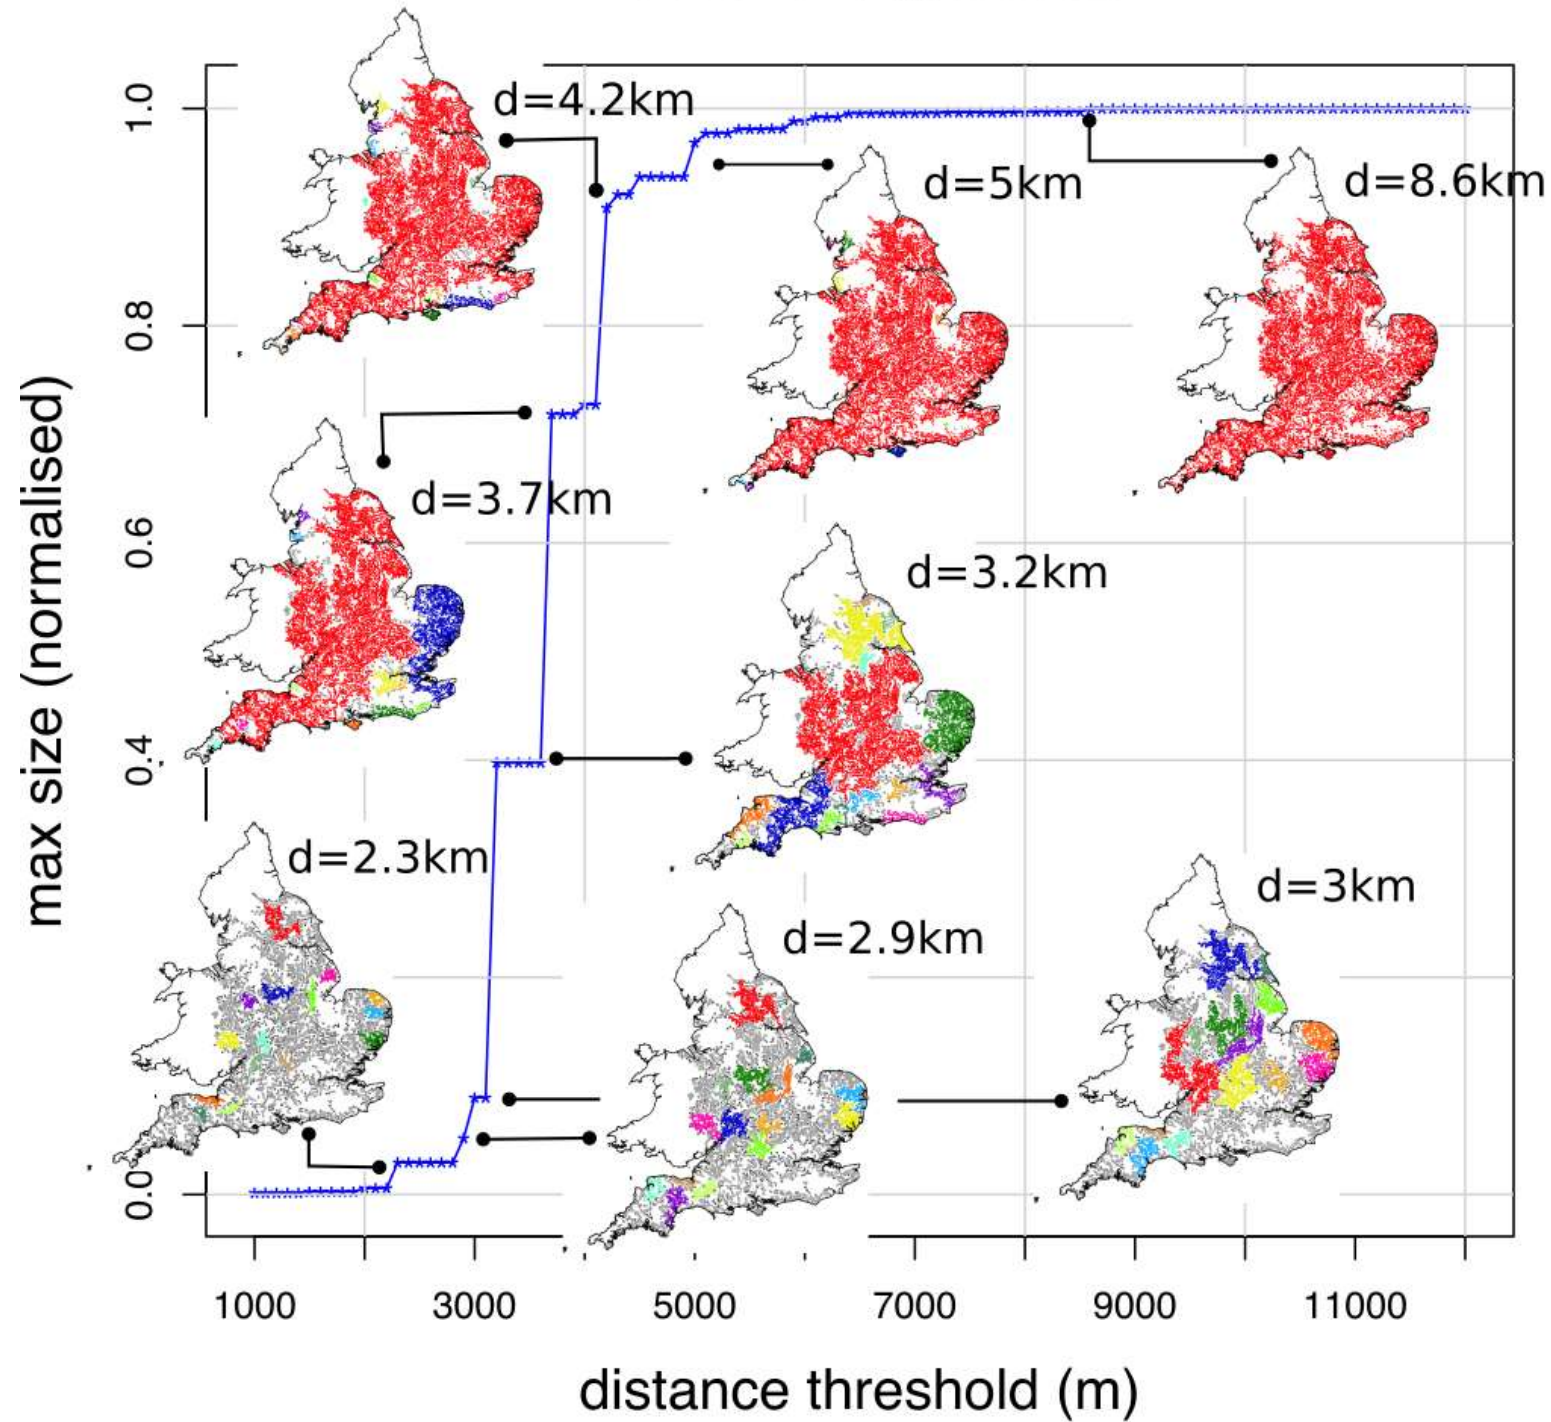 1.0
0.8
0.6
0.4
0.0
max size (normalised)
d=4.2km
d=5km
d=8.6km
d=3.7km
d=3.2km
d=2.3km
d=2.9km
d=3km
1000 3000 5000 7000 9000 11000
distance threshold (m)